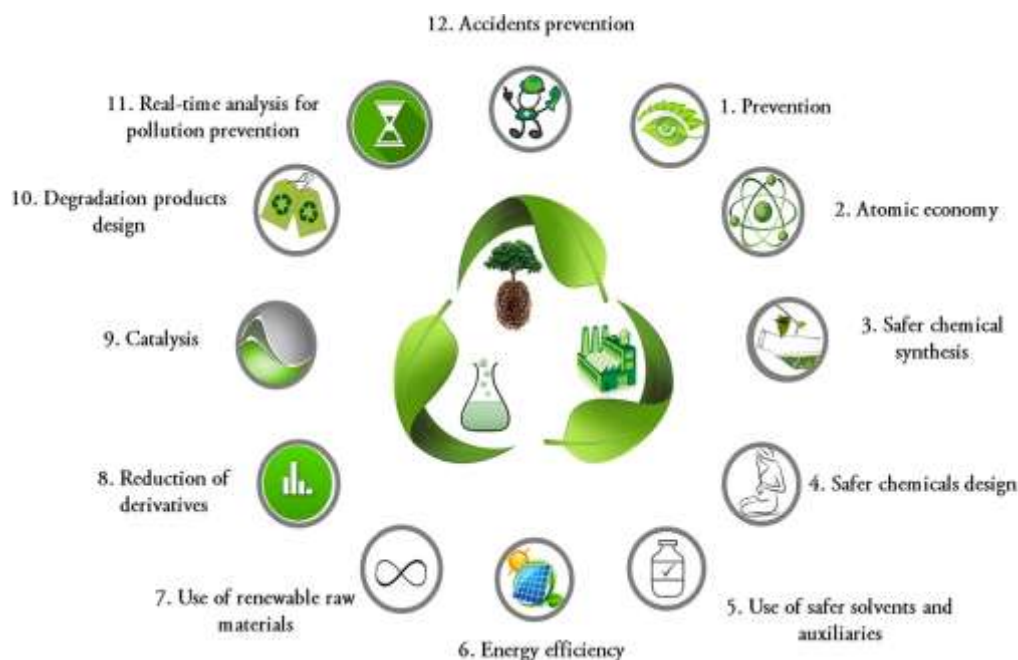 12. Accidents prevention
1. Prevention
2. Atomic economy
3. Safer chemical
synthesis
4. Safer chemicals design
5. Use of safer solvents and
auxiliaries
6. Energy efficiency
7. Use of renewable raw
materials
8. Reduction of
derivatives
9. Catalysis
10. Degradation products
design
11. Real-time analysis for
pollution prevention